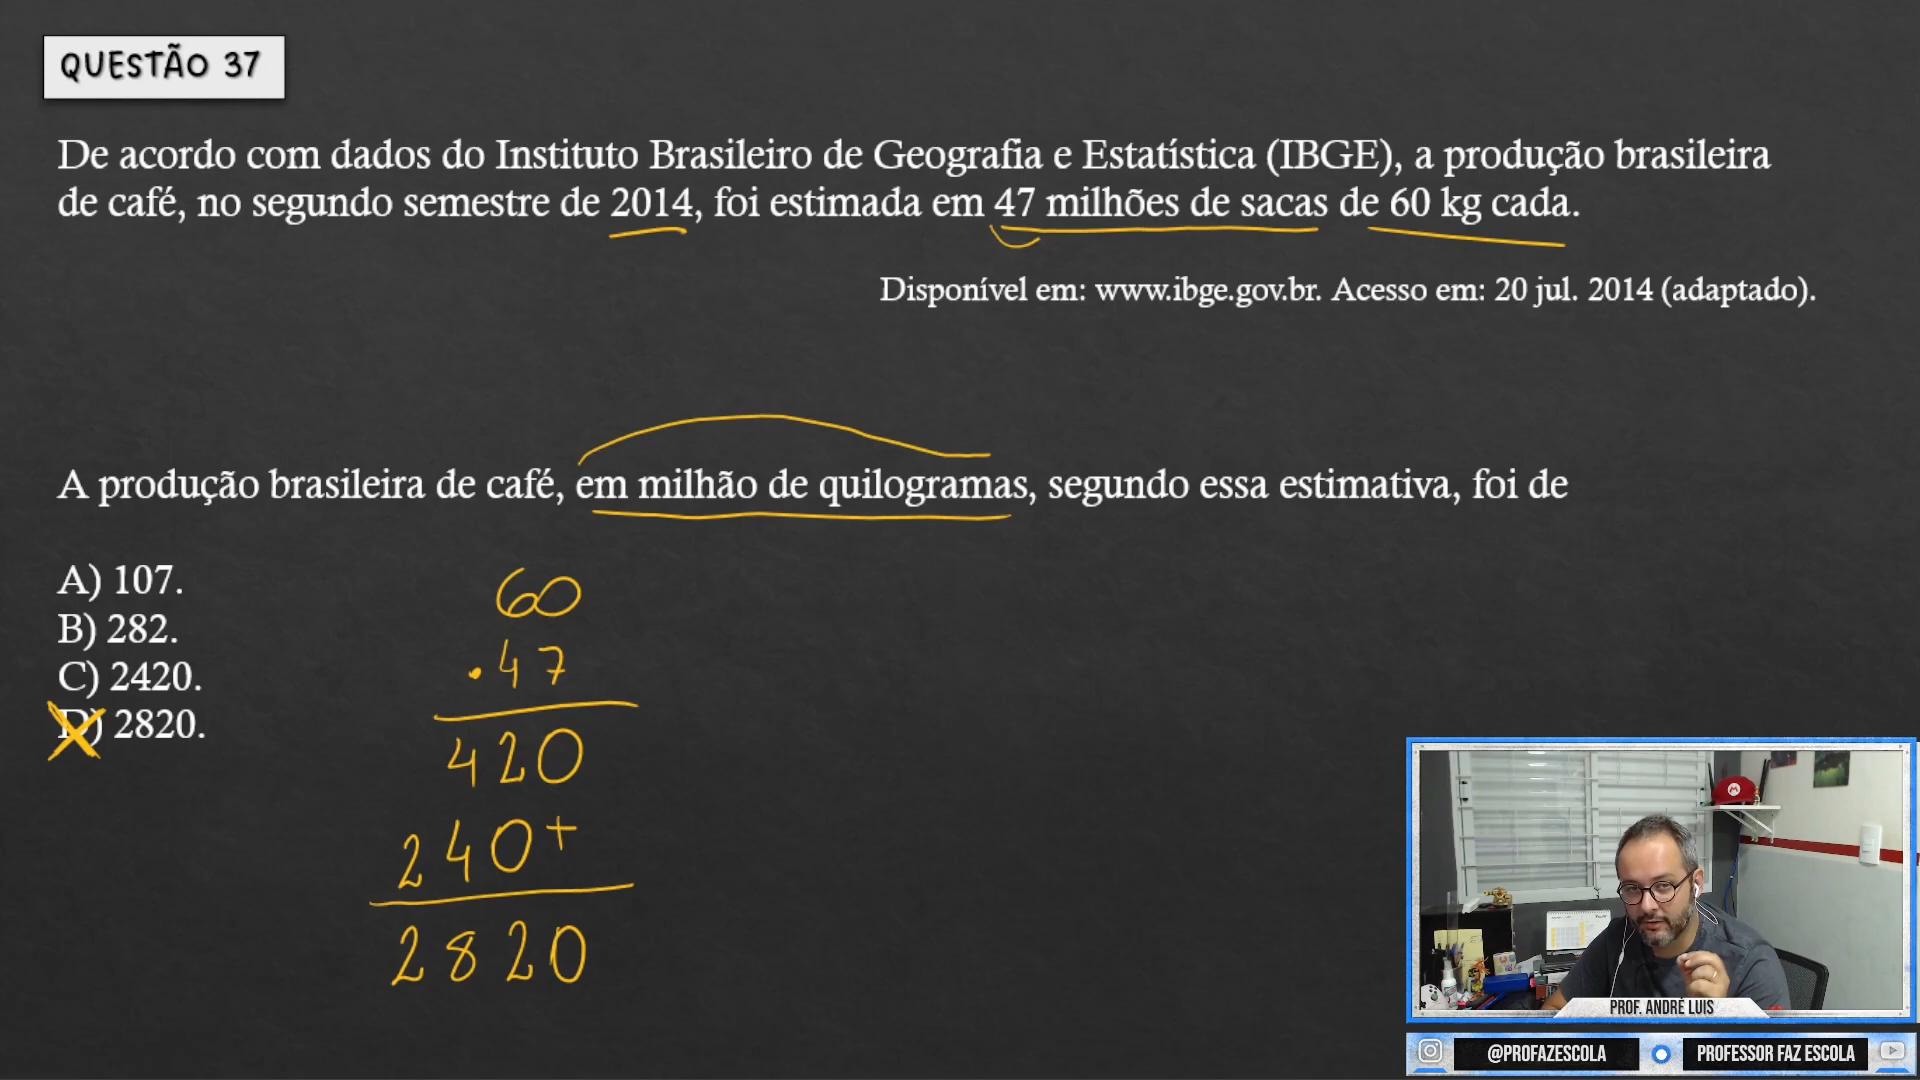 QUESTÃO 37
De acordo com dados do Instituto Brasileiro de Geografia e Estatística (IBGE), a produção brasileira
de café, no segundo semestre de 2014, foi estimada em 47 milhões de sacas de 60 kg cada.
Disponível em: www.ibge.gov.br. Acesso em: 20 jul. 2014 (adaptado).
A produção brasileira de café, em milhão de quilogramas, segundo essa estimativa, foi de
A) 107.
B) 282.
C) 2420.
D) 2820.
60
.47
420
240+
2820
M
PROF. ANDRÉ LUIS
@PROFAZESCOLA
PROFESSOR FAZ ESCOLA